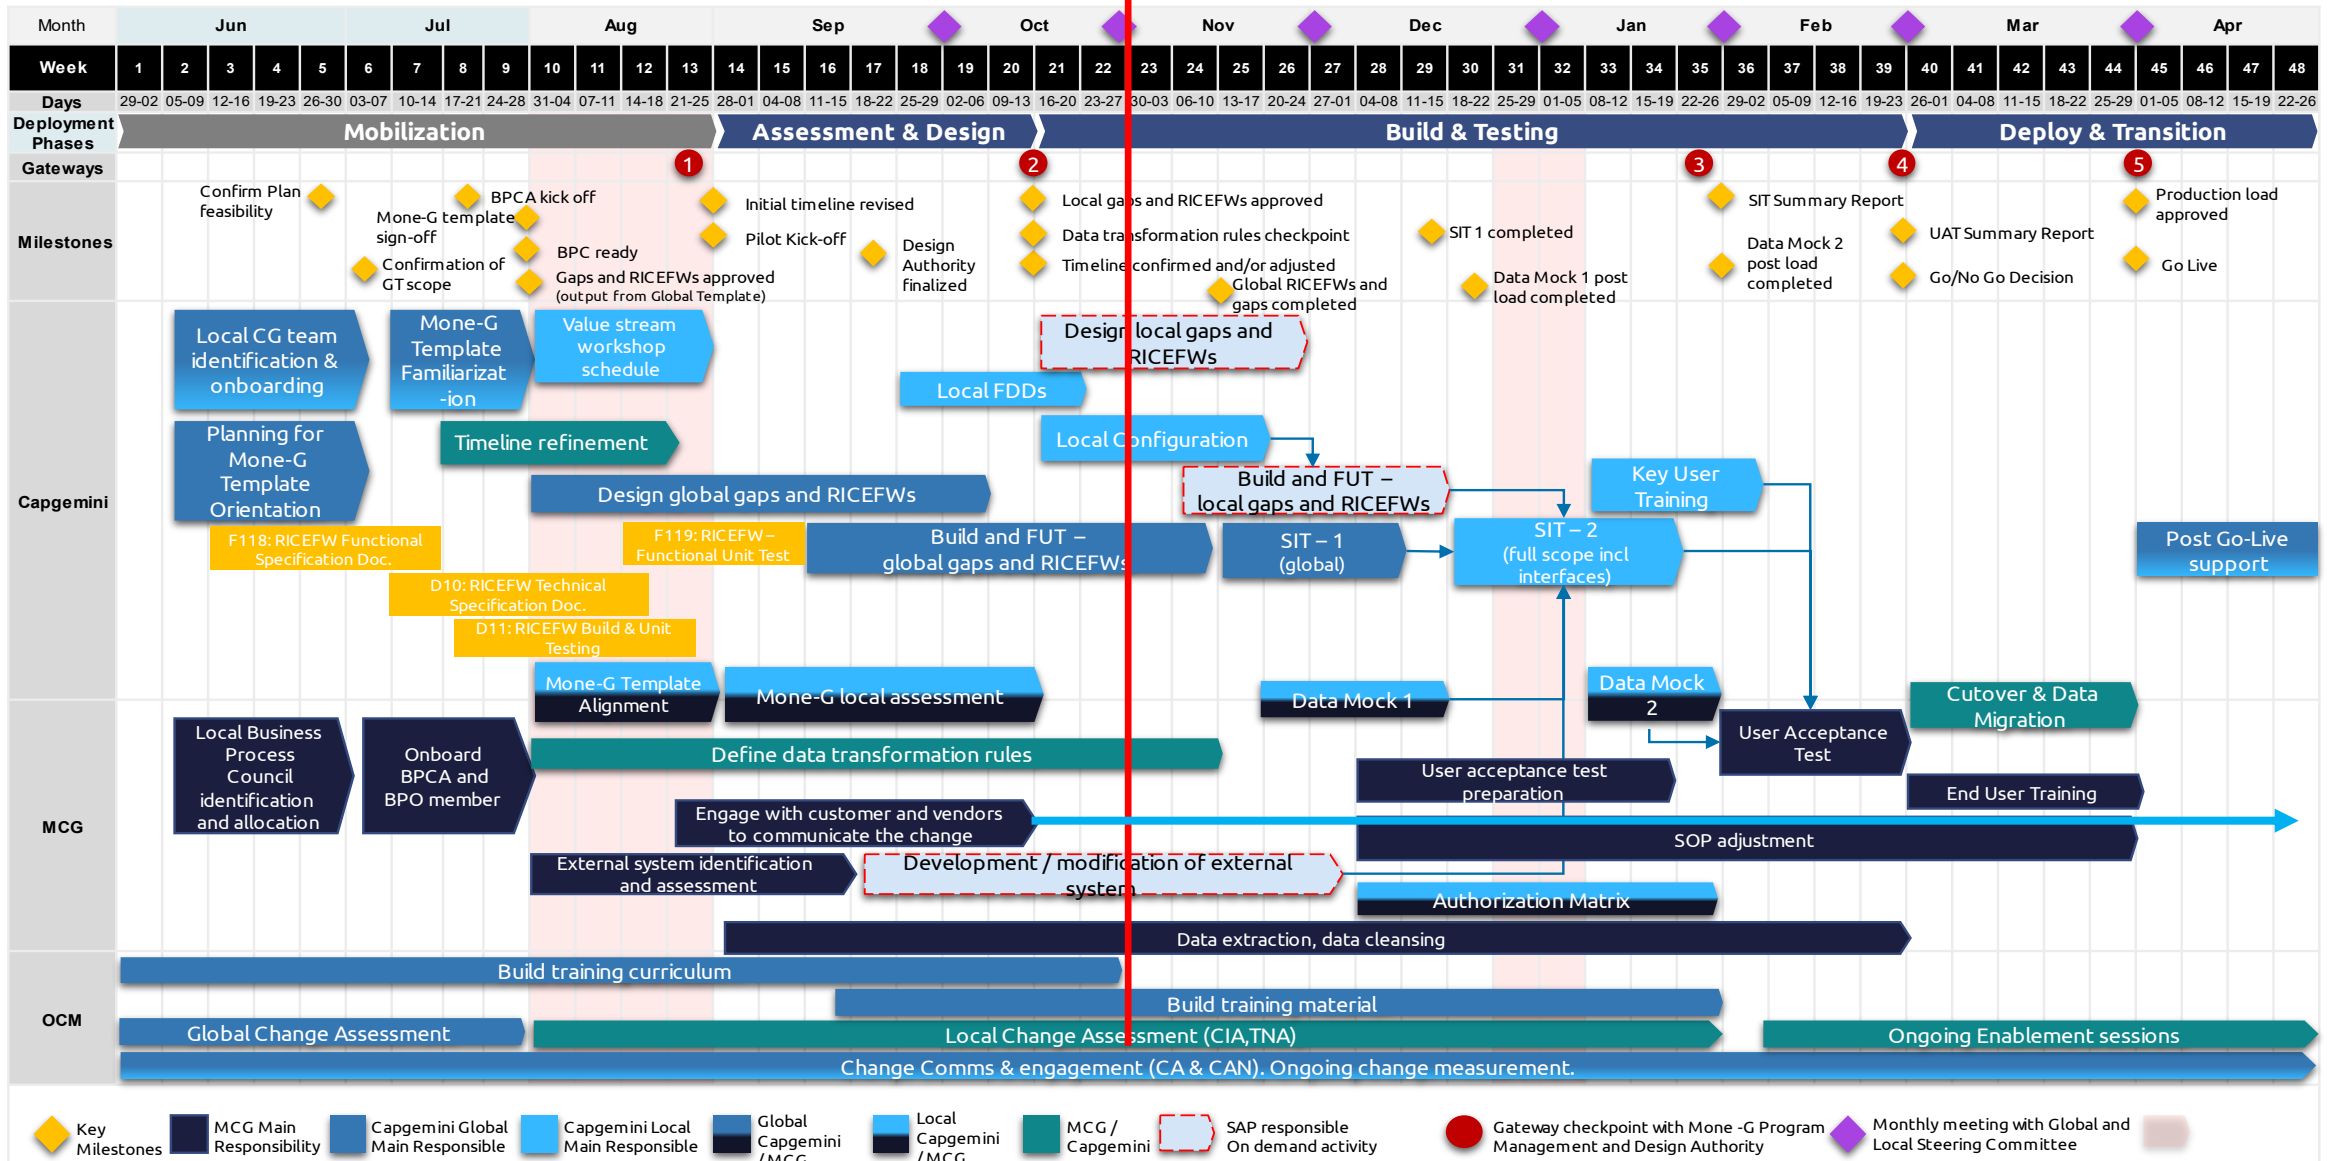 Month Jun Jul Aug Sep Oct Nov Dec Jan Feb Mar Apr
Week 1 2 3 4 5 6 7 8 9 10 11 12 13 14 15 16 17 18 19 20 21 22 23 24 25 26 27 28 29 30 31 32 33 34 35 36 37 38 39 40 41 42 43 44 45 46 47 48
Days 29-02 05-09 12-16 19-23 26-30 03-07 10-14 17-21 24-28 31-04 07-11 14-18 21-25 28-01 04-08 11-15 18-22 25-29 02-06 09-13 16-20 23-27 30-03 06-10 13-17 20-24 27-01 04-08 11-15 18-22 25-29 01-05 08-12 15-19 22-26 29-02 05-09 12-16 19-23 26-01 04-08 11-15 18-22 25-29 01-05 08-12 15-19 22-26
Deployment
Phases
Mobilization
Assessment & Design
Build & Testing
Deploy & Transition
Gateways
1
2
3
4
5
Milestones
Confirm Plan
feasibility
BPCA kick off
Mone-G template
sign-off
BPC ready
Confirmation of
GT scope
Gaps and RICEFWs approved
(output from Global Template)
Initial timeline revised
Pilot Kick-off
Design
Authority
finalized
Local gaps and RICEFWs approved
Data transformation rules checkpoint
Timeline confirmed and/or adjusted
Global RICEFWs and
gaps completed
SIT 1 completed
Data Mock 1 post
load completed
SIT Summary Report
Data Mock 2
post load
completed
UAT Summary Report
Go/No Go Decision
Production load
approved
Go Live
Capgemini
Local CG team
identification &
onboarding
Mone-G
Template
Familiarizat
-ion
Value stream
workshop
schedule
Design local gaps and
RICEFWs
Local FDDs
Planning for
Mone-G
Template
Orientation
Timeline refinement
Local Configuration
Design global gaps and RICEFWs
Build and FUT –
local gaps and RICEFWs
Key User
Training
F118: RICEFW Functional
Specification Doc.
F119: RICEFW –
Functional Unit Test
Build and FUT –
global gaps and RICEFWs
SIT – 1
(global)
SIT – 2
(full scope incl
interfaces)
Post Go-Live
support
D10: RICEFW Technical
Specification Doc.
D11: RICEFW Build & Unit
Testing
Mone-G Template
Alignment
Mone-G local assessment
Data Mock 1
Data Mock
2
Cutover & Data
Migration
MCG
Local Business
Process
Council
identification
and allocation
Onboard
BPCA and
BPO member
Define data transformation rules
User Acceptance
Test
User acceptance test
preparation
End User Training
Engage with customer and vendors
to communicate the change
SOP adjustment
External system identification
and assessment
Development / modification of external
system
Authorization Matrix
Data extraction, data cleansing
OCM
Build training curriculum
Build training material
Global Change Assessment
Local Change Assessment (CIA,TNA)
Ongoing Enablement sessions
Change Comms & engagement (CA & CAN). Ongoing change measurement.
Key
Milestones
MCG Main
Responsibility
Capgemini Global
Main Responsible
Capgemini Local
Main Responsible
Global
Capgemini
/ MCG
Local
Capgemini
/ MCG
MCG /
Capgemini
SAP responsible
On demand activity
Gateway checkpoint with Mone -G Program
Management and Design Authority
Monthly meeting with Global and
Local Steering Committee